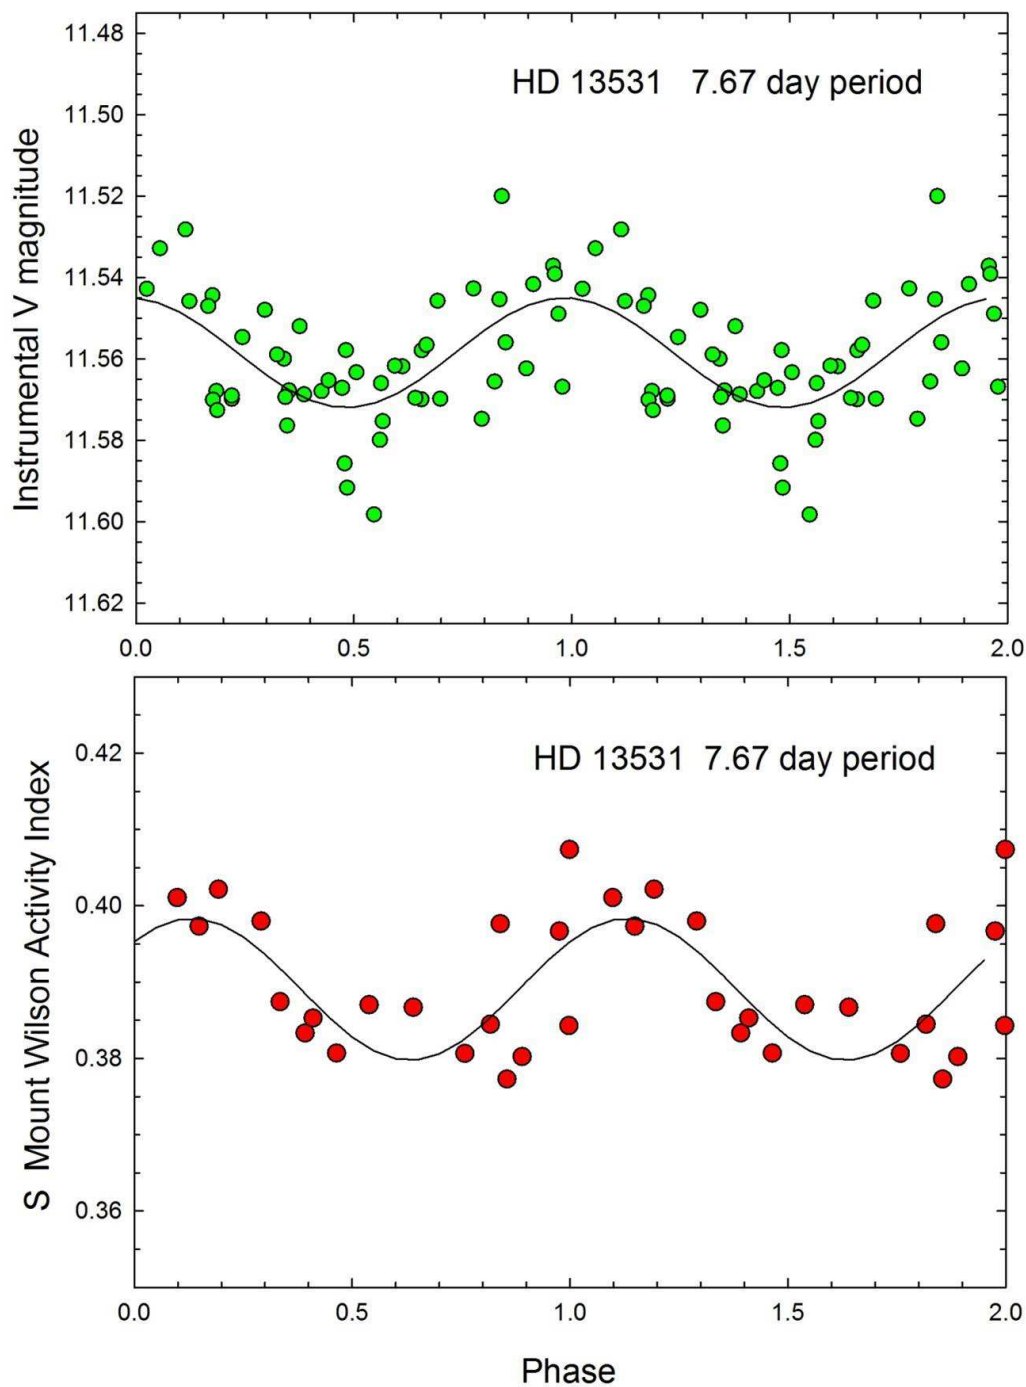 Instrumental V magnitude
HD 13531   7.67 day period
11.48
11.50
11.52
11.54
11.56
11.58
11.60
11.62
0.0 0.5 1.0 1.5 2.0
S  Mount Wilson Activity Index
HD 13531  7.67 day period
0.42
0.40
0.38
0.36
0.0 0.5 1.0 1.5 2.0
Phase